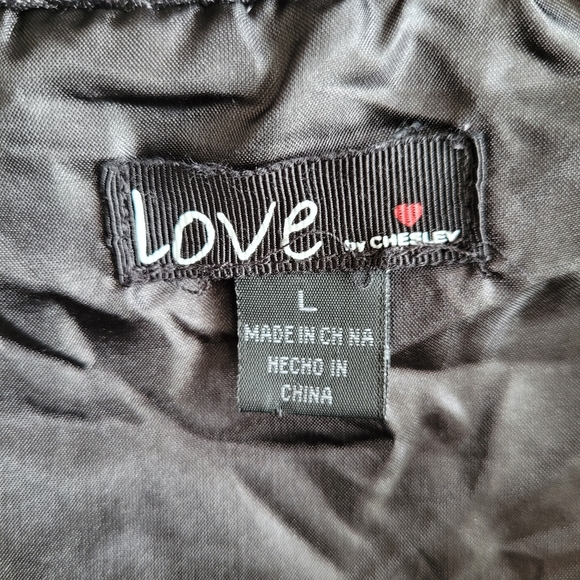 Love by CHESLEY
L
MADE IN CH NA
HECHO IN
CHINA